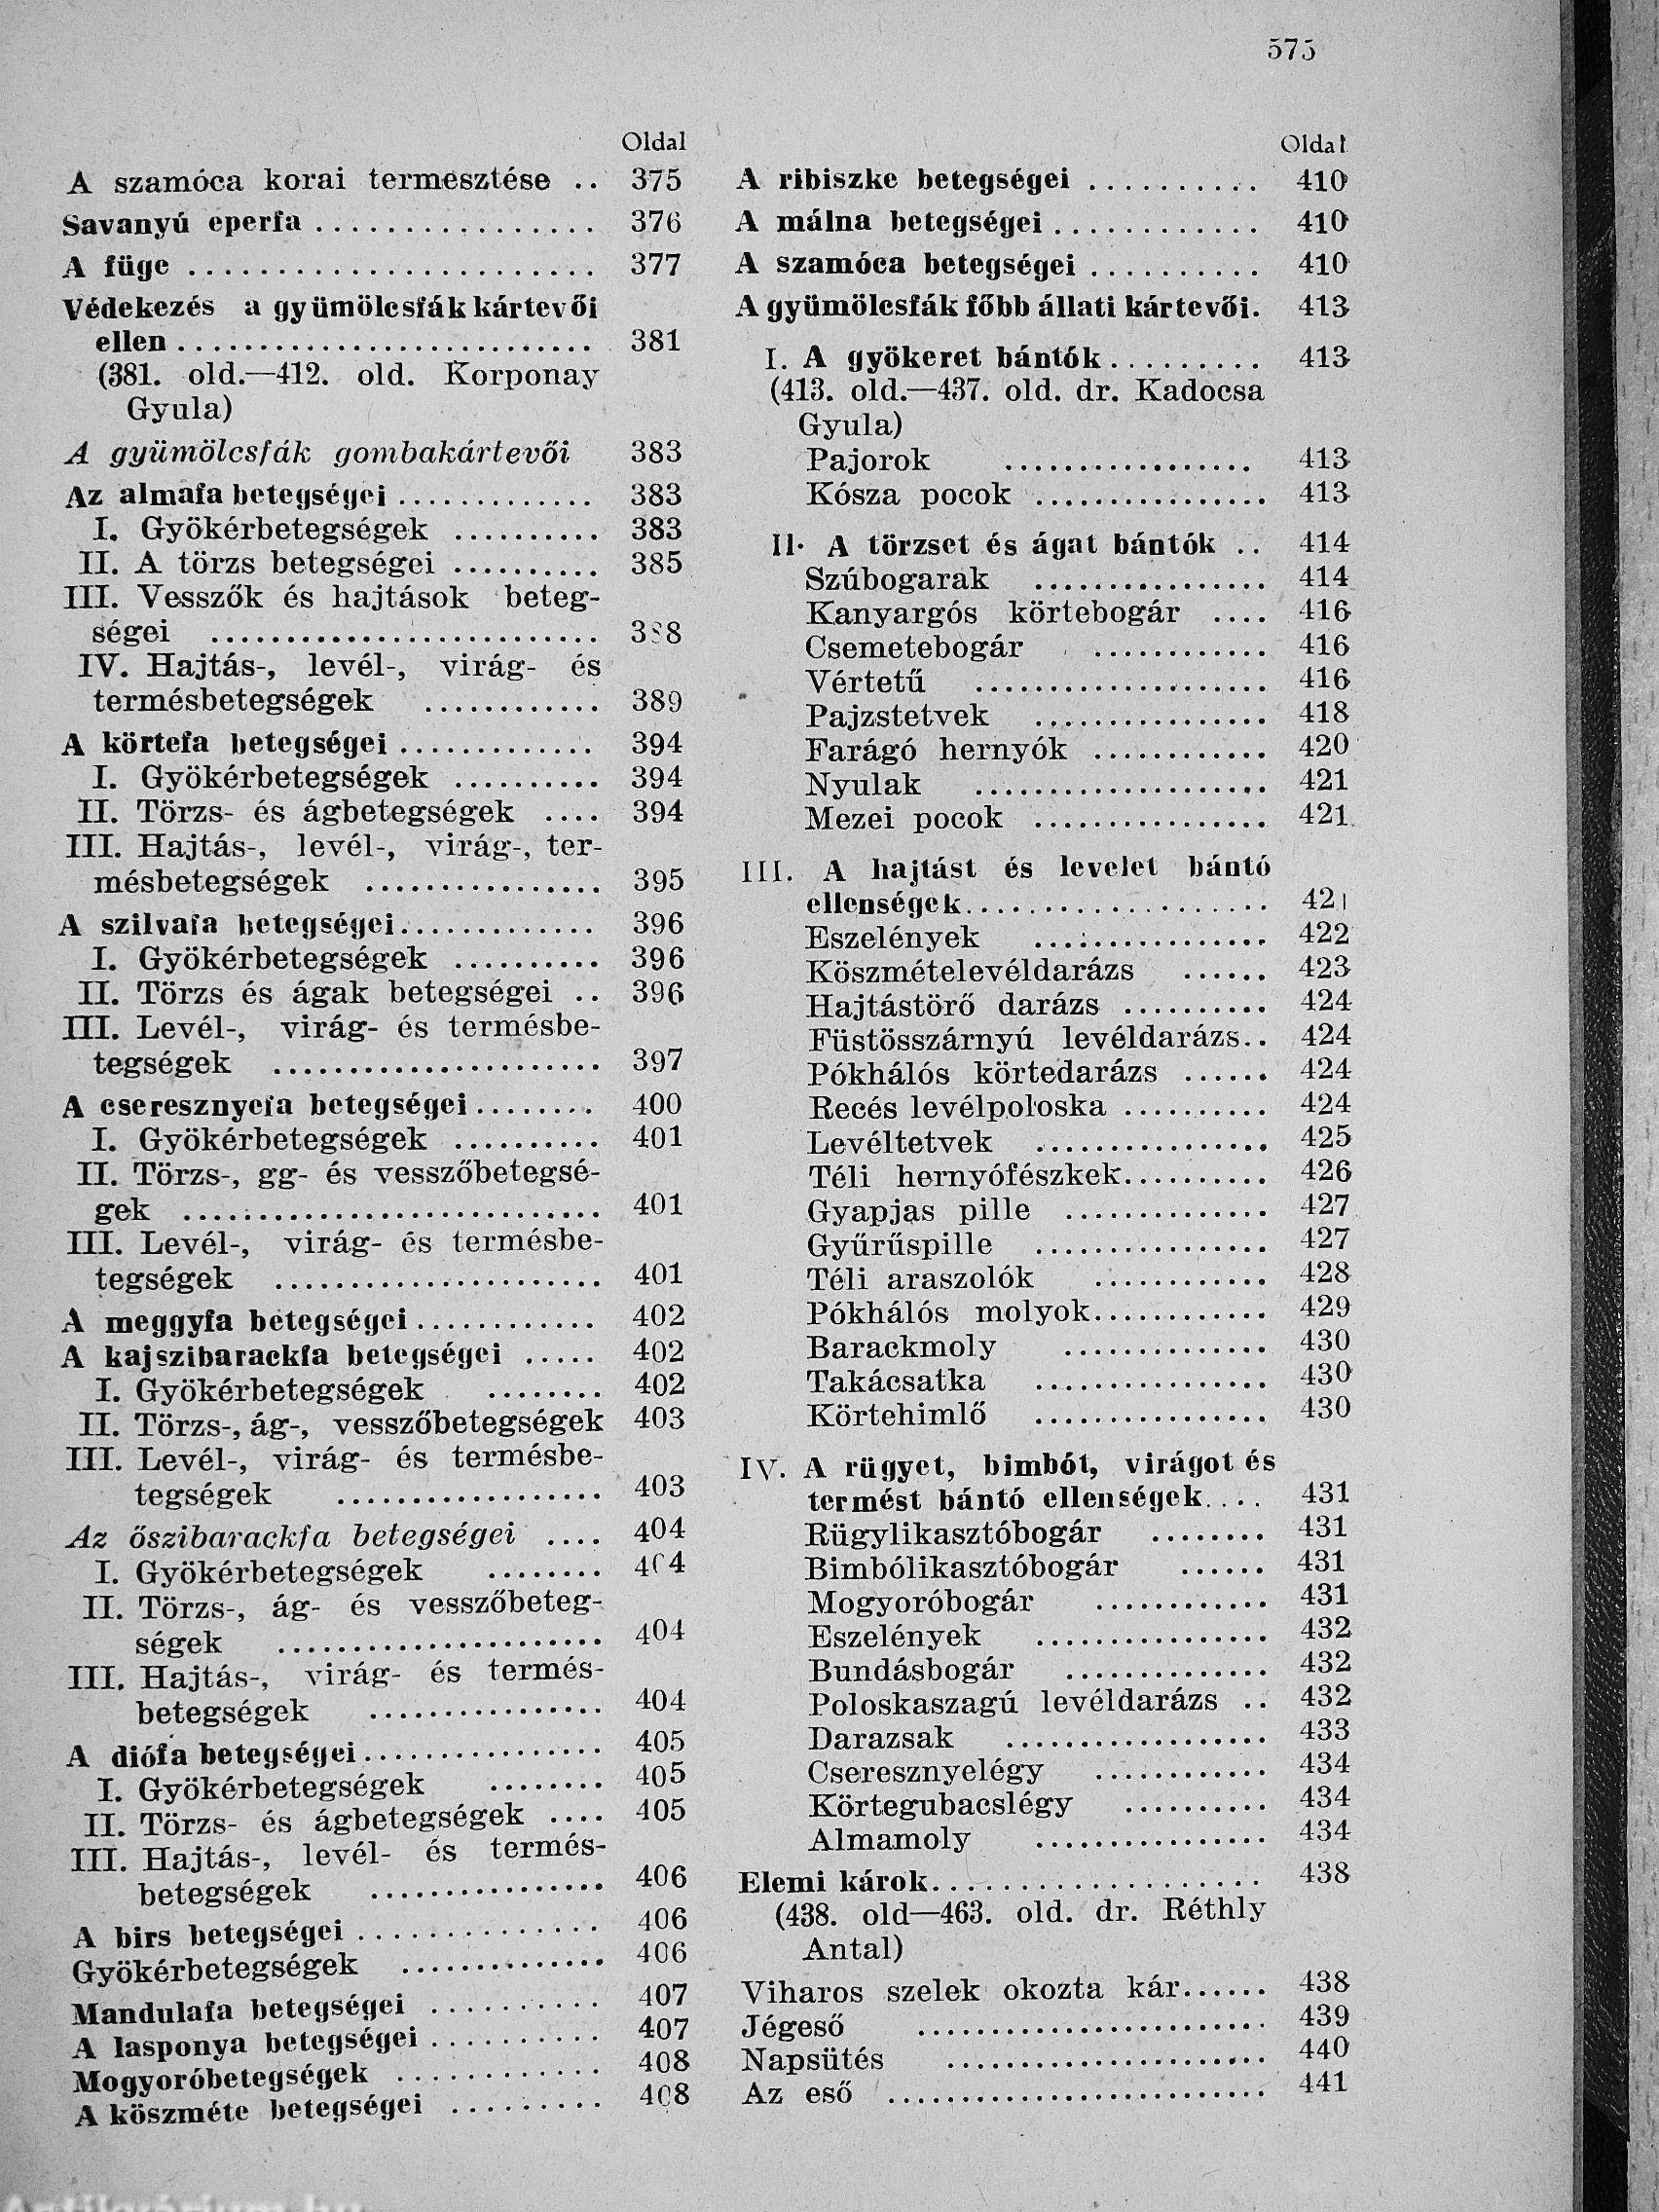 575
Oldal
A szamóca korai termesztése .. 375
Savanyú eperfa ................ 376
A füge ........................ 377
Védekezés a gyümölcsfák kártevői
ellen .......................... 381
(381. old.—412. old. Korponay
Gyula)
A gyümölcsfák gombakártevői 383
Az almafa betegségei ............. 383
I. Gyökérbetegségek .......... 383
II. A törzs betegségei .......... 385
III. Vesszők és hajtások beteg-
ségei .......................... 388
IV. Hajtás-, levél-, virág- és
termésbetegségek ............ 389
A körtefa betegségei ............. 394
I. Gyökérbetegségek .......... 394
II. Törzs- és ágbetegségek .... 394
III. Hajtás-, levél-, virág-, ter-
mésbetegségek ................ 395
A szilvafa betegségei ............. 396
I. Gyökérbetegségek .......... 396
II. Törzs és ágak betegségei .. 396
III. Levél-, virág- és termésbe-
tegségek ...................... 397
A cseresznyefa betegségei ........ 400
I. Gyökérbetegségek .......... 401
II. Törzs-, gg- és vesszőbetegsé-
gek ............................ 401
III. Levél-, virág- és termésbe-
tegségek ...................... 401
A meggyfa betegségei ............ 402
A kajszibarackfa betegségei ..... 402
I. Gyökérbetegségek ........ 402
II. Törzs-, ág-, vesszőbetegségek 403
III. Levél-, virág- és termésbe-
tegségek .................. 403
Az őszibarackfa betegségei .... 404
I. Gyökérbetegségek ........ 404
II. Törzs-, ág- és vesszőbeteg-
ségek ...................... 404
III. Hajtás-, virág- és termés-
betegségek ................ 404
A diófa betegségei ................. 405
I. Gyökérbetegségek ........ 405
II. Törzs- és ágbetegségek .... 405
III. Hajtás-, levél- és termés-
betegségek ................ 406
A birs betegségei .............. 406
Gyökérbetegségek .............. 406
Mandulafa betegségei .......... 407
A lasponya betegségei .......... 407
Mogyoróbetegségek ............ 408
A köszméte betegségei ......... 408
Oldal
A ribiszke betegségei .......... 410
A málna betegségei ............ 410
A szamóca betegségei .......... 410
A gyümölcsfák főbb állati kártevői. 413
I. A gyökeret bántók ......... 413
(413. old.—437. old. dr. Kadocsa
Gyula)
Pajorok ................. 413
Kósza pocok ................ 413
II. A törzset és ágat bántók .. 414
Szúbogarak ................ 414
Kanyargós körtebogár .... 416
Csemetebogár ............ 416
Vértetű .................... 416
Pajzstetvek ................ 418
Farágó hernyók ............ 420
Nyulak .................... 421
Mezei pocok ................ 421
III. A hajtást és levelet bántó
ellenségek ................... 421
Eszelények ................ 422
Köszmételevéldarázs ...... 423
Hajtástörő darázs .......... 424
Füstösszárnyú levéldarázs.. 424
Pókhálós körtedarázs ...... 424
Recés levélpoloska .......... 424
Levéltetvek ................ 425
Téli hernyófészkek .......... 426
Gyapjas pille .............. 427
Gyűrűspille ................ 427
Téli araszolók ............ 428
Pókhálós molyok ............ 429
Barackmoly .............. 430
Takácsatka ................ 430
Körtehimlő ................ 430
IV. A rügyet, bimbót, virágot és
termést bántó ellenségek.... 431
Rügylikasztóbogár ........ 431
Bimbólikasztóbogár ...... 431
Mogyoróbogár ............ 431
Eszelények ................ 432
Bundásbogár .............. 432
Poloskaszagú levéldarázs .. 432
Darazsak .................. 433
Cseresznyelégy ............ 434
Körtegubacslégy .......... 434
Almamoly ................ 434
Elemi károk .................... 438
(438. old—463. old. dr. Réthly
Antal)
Viharos szelek okozta kár...... 438
Jégeső ........................ 439
Napsütés ...................... 440
Az eső .......................... 441